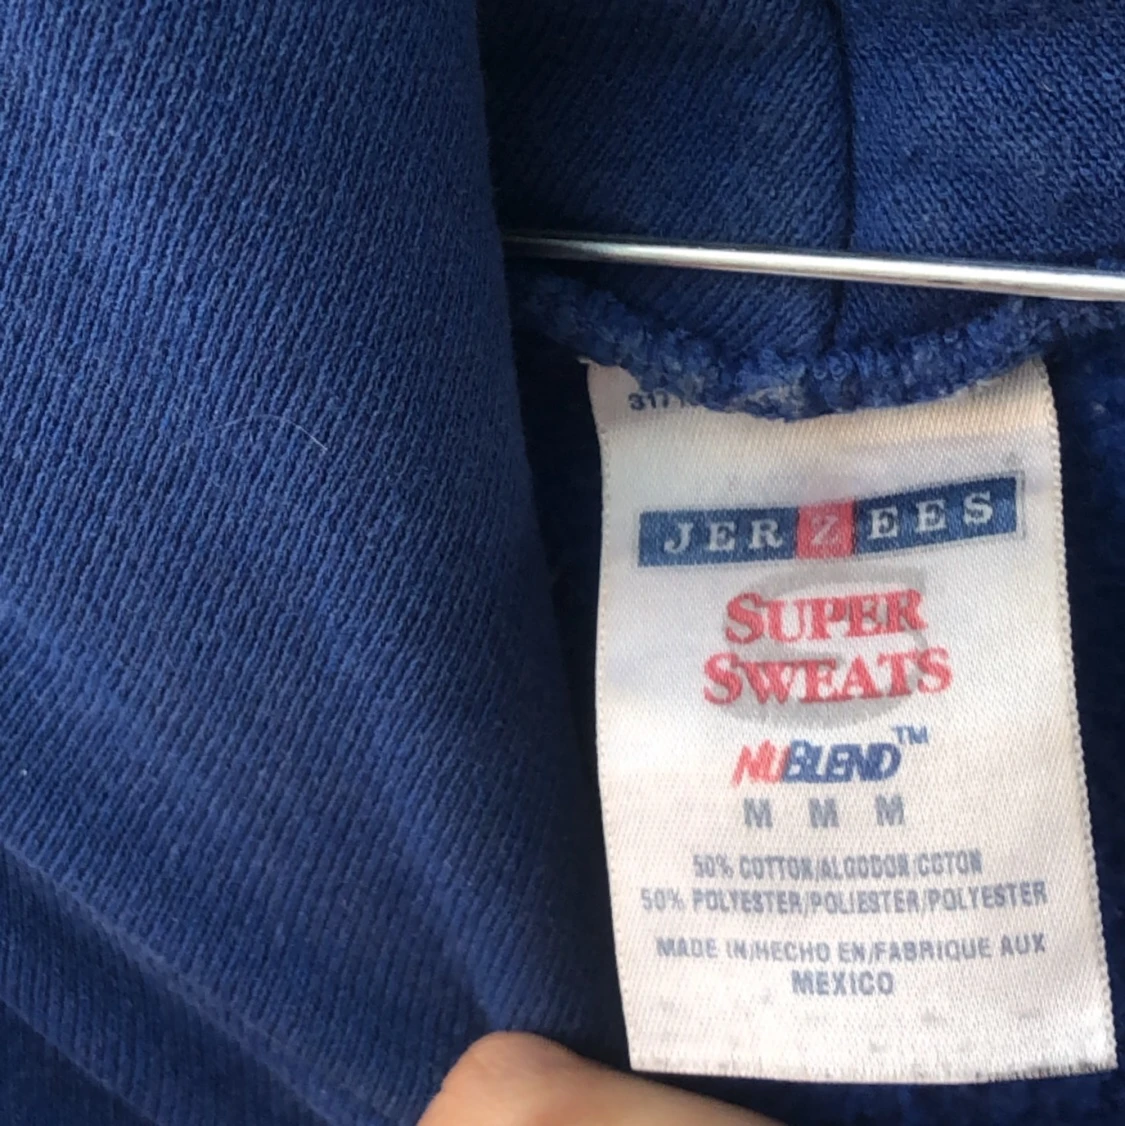 JERZEES
SUPER
SWEATS
NUBLEND™
M M M
50% COTTON/ALGODON/COTON
50% POLYESTER/POLIESTER/POLYESTER
MADE IN/HECHO EN/FABRIQUE AUX
MEXICO